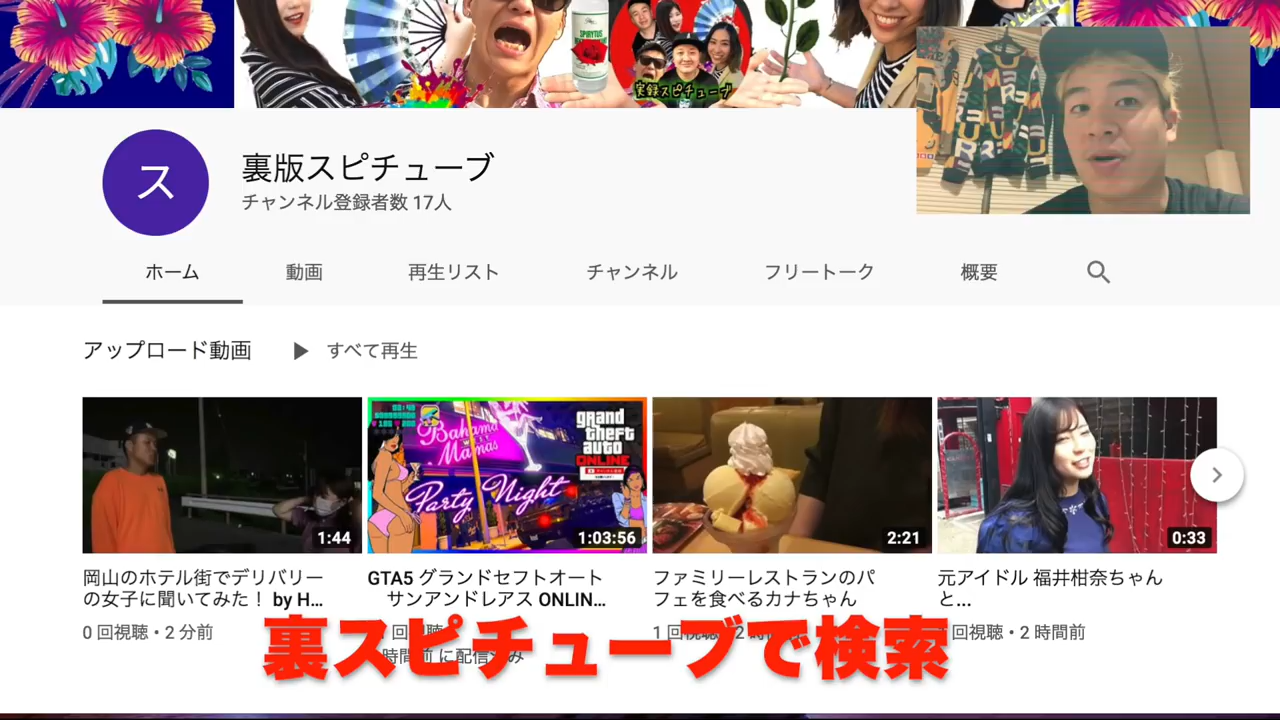 SPIRYTUS
実録スピチューブ
ス
裏版スピチューブ
チャンネル登録者数 17人
ホーム
動画
再生リスト
チャンネル
フリートーク
概要
アップロード動画
すべて再生
1:44
Bahama
Mamas
Party Night
grand
theft
auto
ONLINE
1:03:56
2:21
0:33
岡山のホテル街でデリバリー
の女子に聞いてみた! by H...
0 回視聴・2 分前
GTA5 グランドセフトオート
サンアンドレアス ONLIN...
ファミリーレストランのパ
フェを食べるカナちゃん
元アイドル 福井柑奈ちゃん
と...
回視聴・2 時間前
裏スピチューブで検索